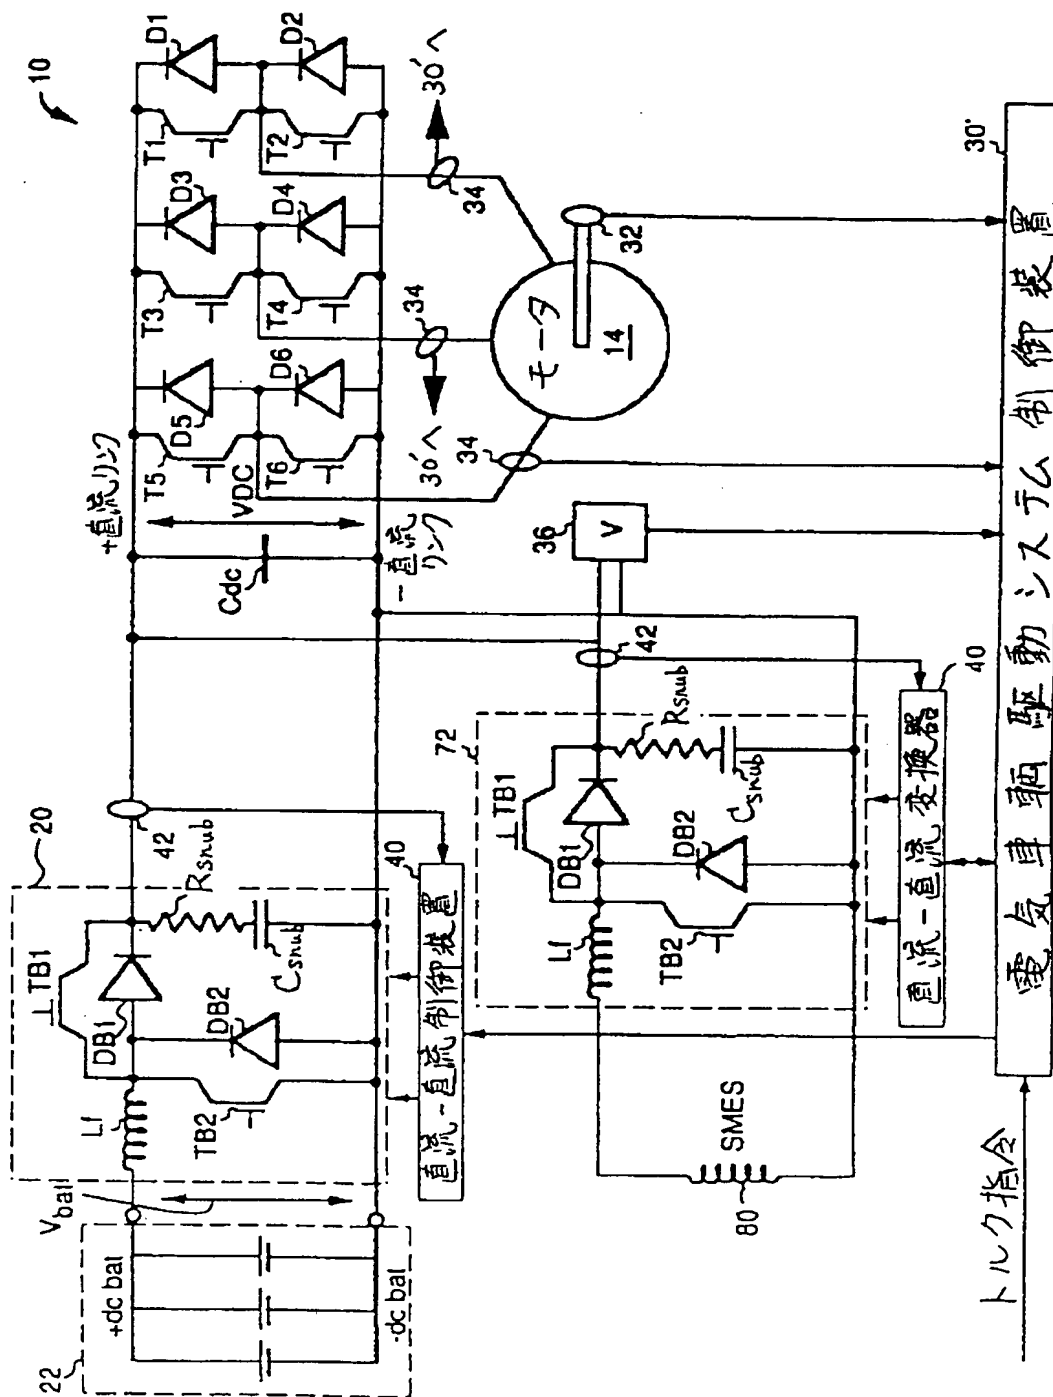 10
22
+dc bat
-dc bat
Vbat
20
Lf
TB1
DB1
TB2
DB2
Rsnub
Csnub
42
40
直流-直流制御装置
+直流リンク
-直流リンク
Cdc
VDC
T5
D5
T6
D6
T3
D3
T4
D4
T1
D1
T2
D2
34
30'へ
34
30'へ
34
モータ
14
32
36
V
72
Lf
TB1
DB1
TB2
DB2
Rsnub
Csnub
42
SMES
80
40
直流-直流変換器
30'
電気車輌駆動システム制御装置
トルク指令